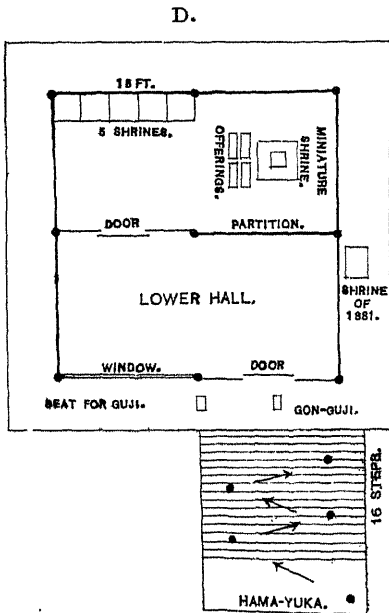 D.
15 FT.
5 SHRINES.
OFFERINGS.
MINIATURE
SHRINE.
DOOR
PARTITION.
LOWER HALL.
SHRINE
OF
1881.
WINDOW.
DOOR
SEAT FOR GUJI.
GON-GUJI.
16 STEPS.
HAMA-YUKA.